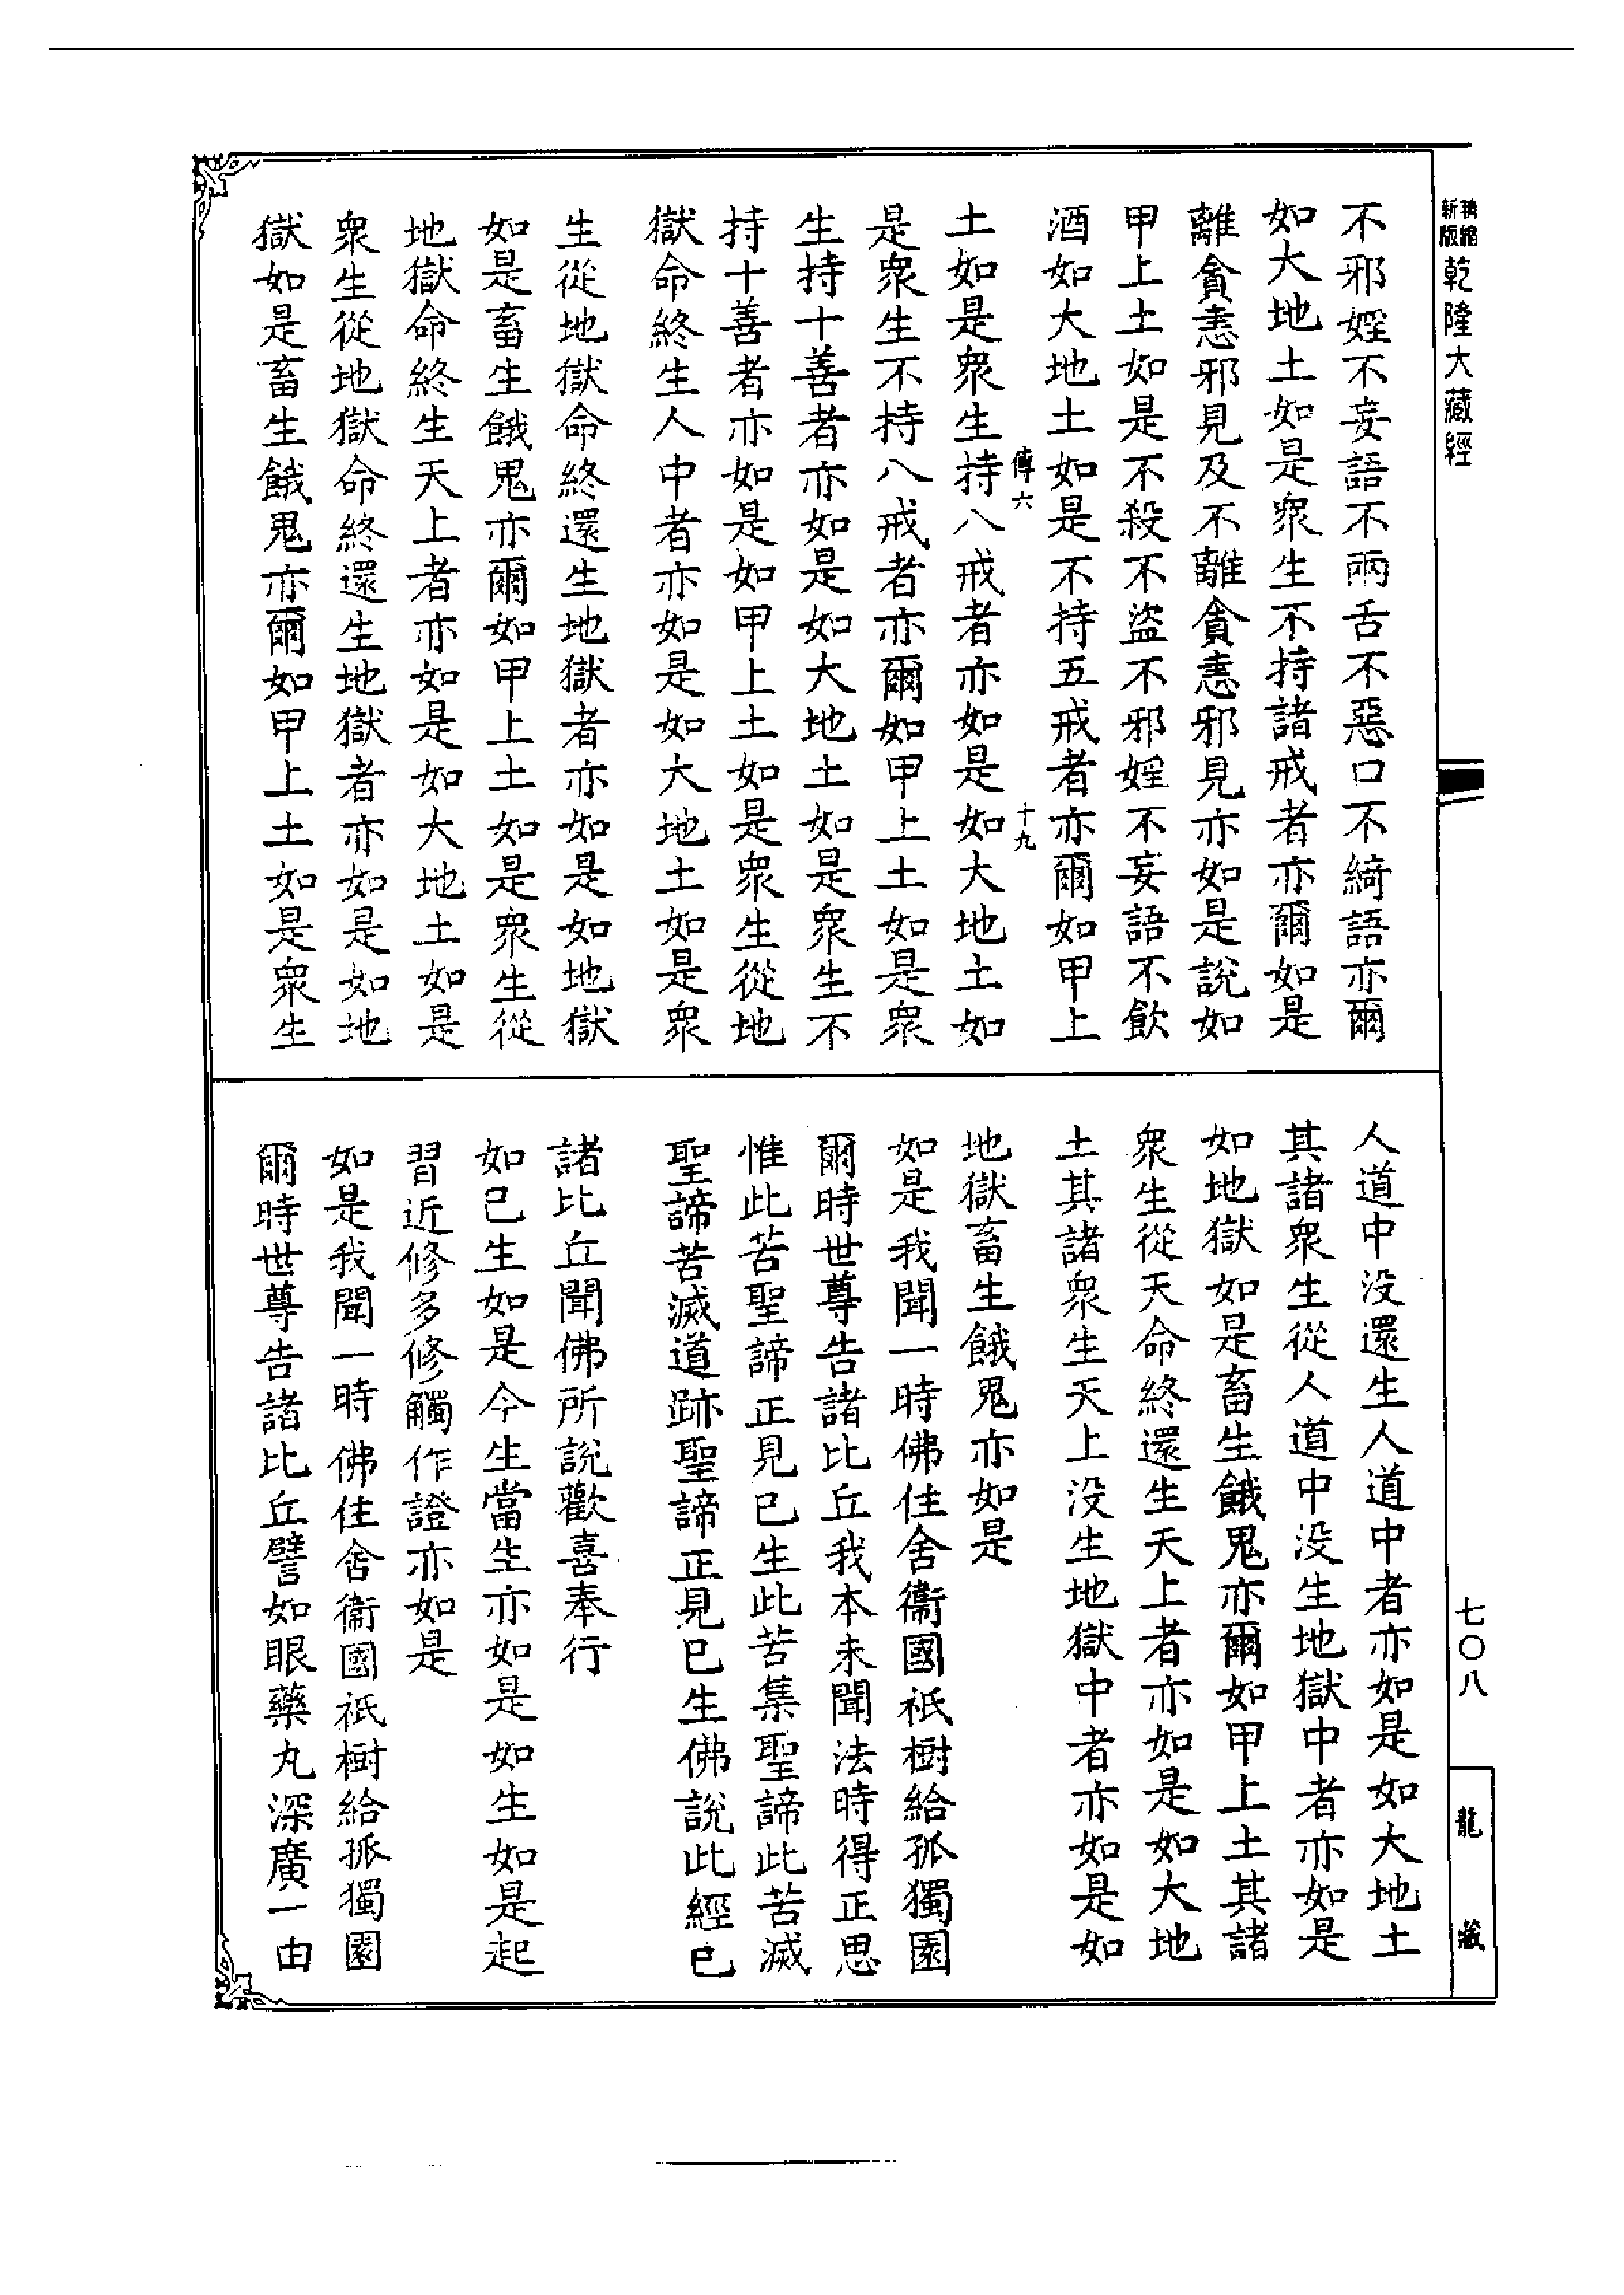 精縮
新版
乾隆大藏經
不邪婬不妄語不兩舌不惡口不綺語亦爾
如大地土如是眾生不持諸戒者亦爾如是
離貪恚邪見及不離貪恚邪見亦如是說如
甲上土如是不殺不盜不邪婬不妄語不飲
酒如大地土如是不持五戒者亦爾如甲上
傳六
十九
土如是眾生持八戒者亦如是如大地土如
是眾生不持八戒者亦爾如甲上土如是眾
生持十善者亦如是如大地土如是眾生不
持十善者亦如是如甲上土如是眾生從地
獄命終生人中者亦如是如大地土如是眾
生從地獄命終還生地獄者亦如是如地獄
如是畜生餓鬼亦爾如甲上土如是眾生從
地獄命終生天上者亦如是如大地土如是
眾生從地獄命終還生地獄者亦如是如地
獄如是畜生餓鬼亦爾如甲上土如是眾生
人道中没還生人道中者亦如是如大地土
其諸眾生從人道中没生地獄中者亦如是
如地獄如是畜生餓鬼亦爾如甲上土其諸
眾生從天命終還生天上者亦如是如大地
土其諸眾生天上没生地獄中者亦如是如
地獄畜生餓鬼亦如是
如是我聞一時佛住舍衞國祇樹給孤獨園
爾時世尊告諸比丘我本未聞法時得正思
惟此苦聖諦正見已生此苦集聖諦此苦滅
聖諦苦滅道跡聖諦正見已生佛說此經已
諸比丘聞佛所說歡喜奉行
如已生如是今生當生亦如是如生如是起
習近修多修觸作證亦如是
如是我聞一時佛住舍衞國祇樹給孤獨園
爾時世尊告諸比丘譬如眼藥丸深廣一由
七〇八
龍藏